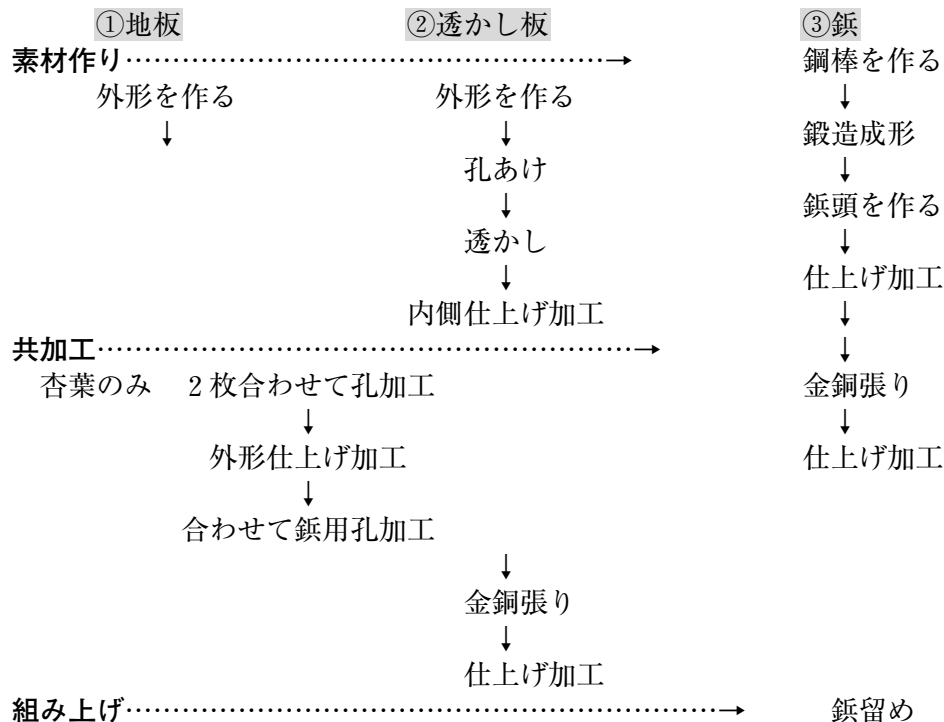 ①地板 ②透かし板 ③鋲
素材作り……………………………………………→ 鋼棒を作る
外形を作る 外形を作る ↓
↓ ↓ 鍛造成形
孔あけ ↓
↓ 鋲頭を作る
透かし ↓
↓ 仕上げ加工
内側仕上げ加工 ↓
共加工………………………………………………→ ↓
杏葉のみ 2枚合わせて孔加工 金銅張り
↓ ↓
外形仕上げ加工 仕上げ加工
↓
合わせて鋲用孔加工
↓
金銅張り
↓
仕上げ加工
組み上げ……………………………………………………→ 鋲留め